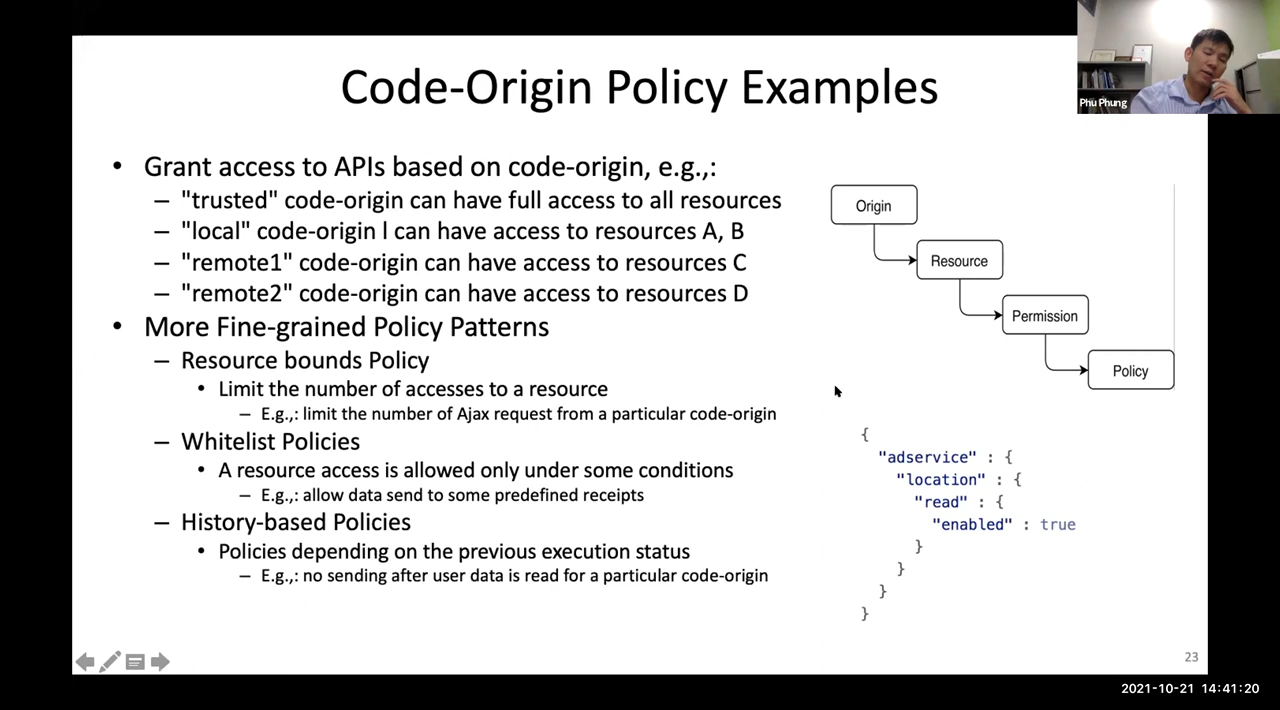 Code-Origin Policy Examples
Phu Phung
• Grant access to APIs based on code-origin, e.g.,:
– "trusted" code-origin can have full access to all resources
– "local" code-origin l can have access to resources A, B
– "remote1" code-origin can have access to resources C
– "remote2" code-origin can have access to resources D
• More Fine-grained Policy Patterns
– Resource bounds Policy
• Limit the number of accesses to a resource
– E.g.,: limit the number of Ajax request from a particular code-origin
– Whitelist Policies
• A resource access is allowed only under some conditions
– E.g.,: allow data send to some predefined receipts
– History-based Policies
• Policies depending on the previous execution status
– E.g.,: no sending after user data is read for a particular code-origin
Origin
Resource
Permission
Policy
{
"adservice" : {
"location" : {
"read" : {
"enabled" : true
}
}
}
}
23
2021-10-21 14:41:20